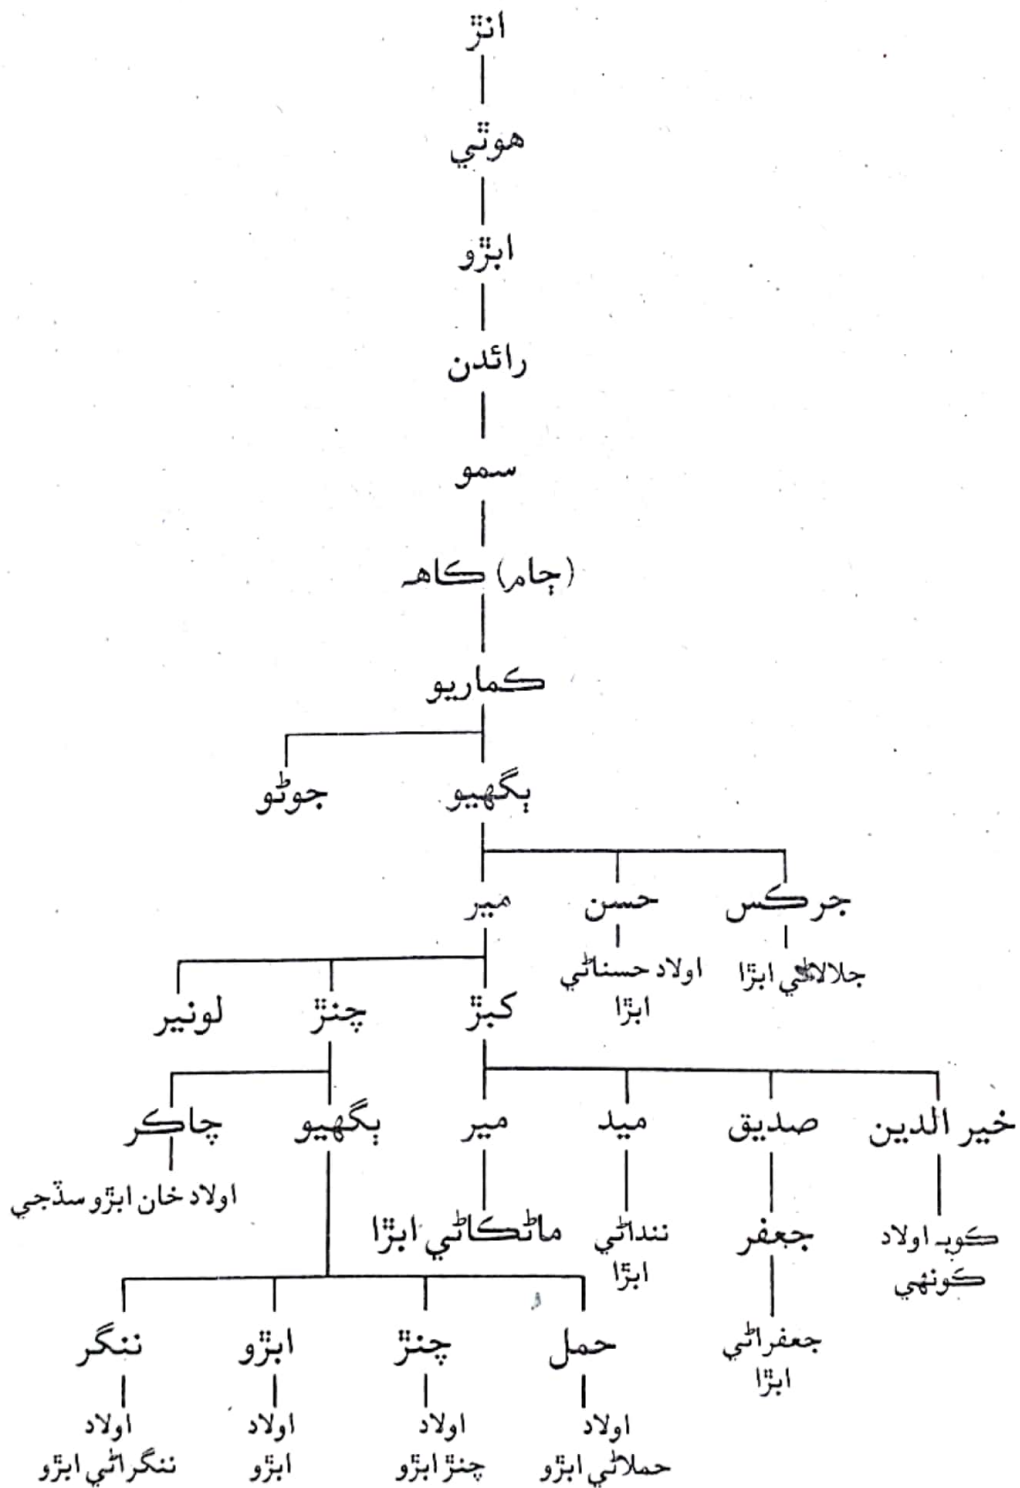 انڙ
هوٿي
ابڙو
رائدن
سمو
(ڄام) ڪاهہ
ڪماريو
ٻگهيو
جوڻو
جرڪس
حسن
مير
جلالاڻي ابڙا
اولاد حسناڻي
ابڙا
کبڙ
چنڙ
لونير
خير الدين
صديق
ميد
مير
ٻگهيو
چاڪر
اولاد خان ابڙو سڏجي
ڪوبہ اولاد
ڪونهي
جعفر
ننداڻي
ابڙا
ماڻڪاڻي ابڙا
جعفراڻي
ابڙا
حمل
چنڙ
ابڙو
ننگر
اولاد
حملاڻي ابڙو
اولاد
چنڙ ابڙو
اولاد
ابڙو
اولاد
ننگراڻي ابڙو